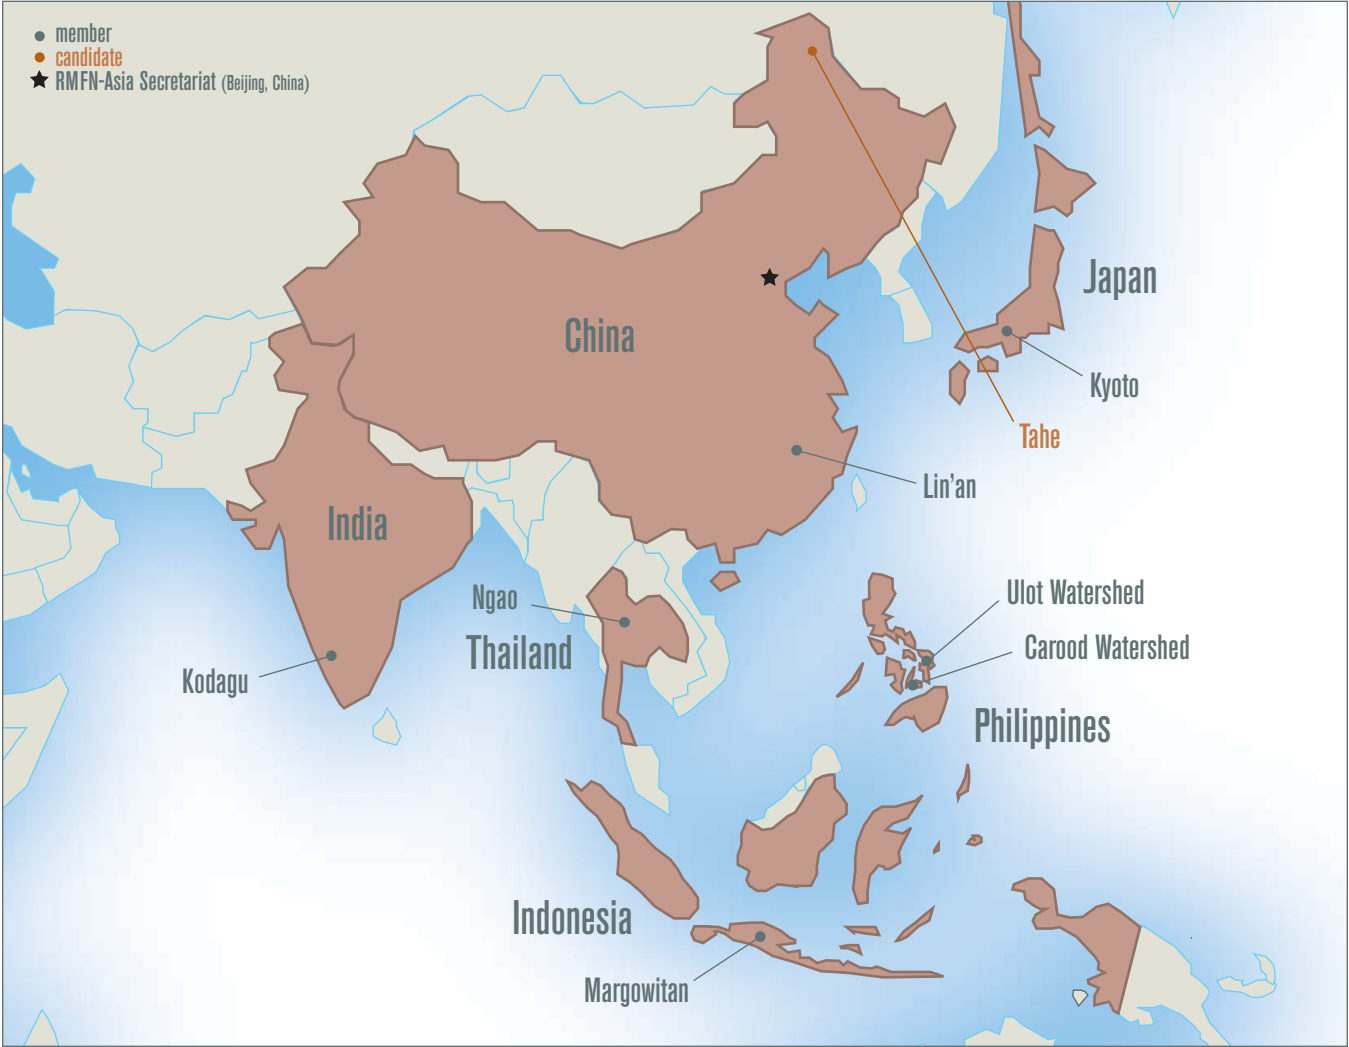 member
candidate
RMFN-Asia Secretariat (Beijing, China)
Japan
China
Kyoto
Tahe
Lin’an
India
Ngao
Ulot Watershed
Thailand
Carood Watershed
Kodagu
Philippines
Indonesia
Margowitan